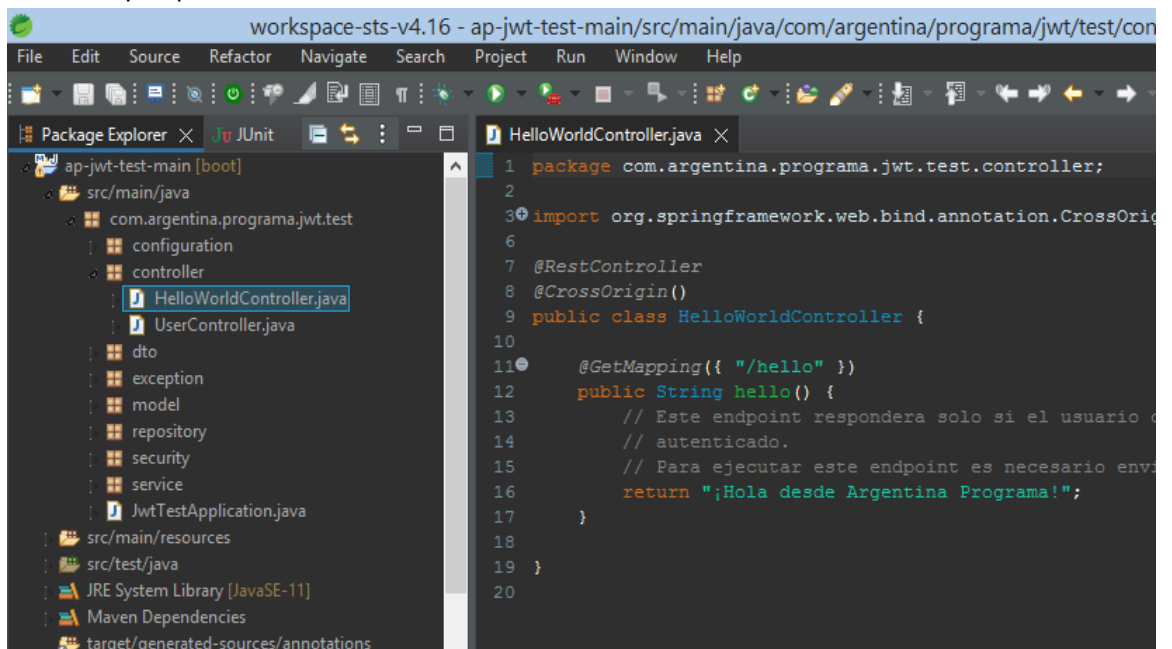 workspace-sts-v4.16 - ap-jwt-test-main/src/main/java/com/argentina/programa/jwt/test/con
File Edit Source Refactor Navigate Search Project Run Window Help
Package Explorer JUnit
ap-jwt-test-main [boot]
src/main/java
com.argentina.programa.jwt.test
configuration
controller
HelloWorldController.java
UserController.java
dto
exception
model
repository
security
service
JwtTestApplication.java
src/main/resources
src/test/java
JRE System Library [JavaSE-11]
Maven Dependencies
target/generated-sources/annotations
HelloWorldController.java
1 package com.argentina.programa.jwt.test.controller;
2
3 import org.springframework.web.bind.annotation.CrossOrig
6
7 @RestController
8 @CrossOrigin()
9 public class HelloWorldController {
10
11 @GetMapping({ "/hello" })
12 public String hello() {
13 // Este endpoint respondera solo si el usuario
14 // autenticado.
15 // Para ejecutar este endpoint es necesario envi
16 return "¡Hola desde Argentina Programa!";
17 }
18
19 }
20